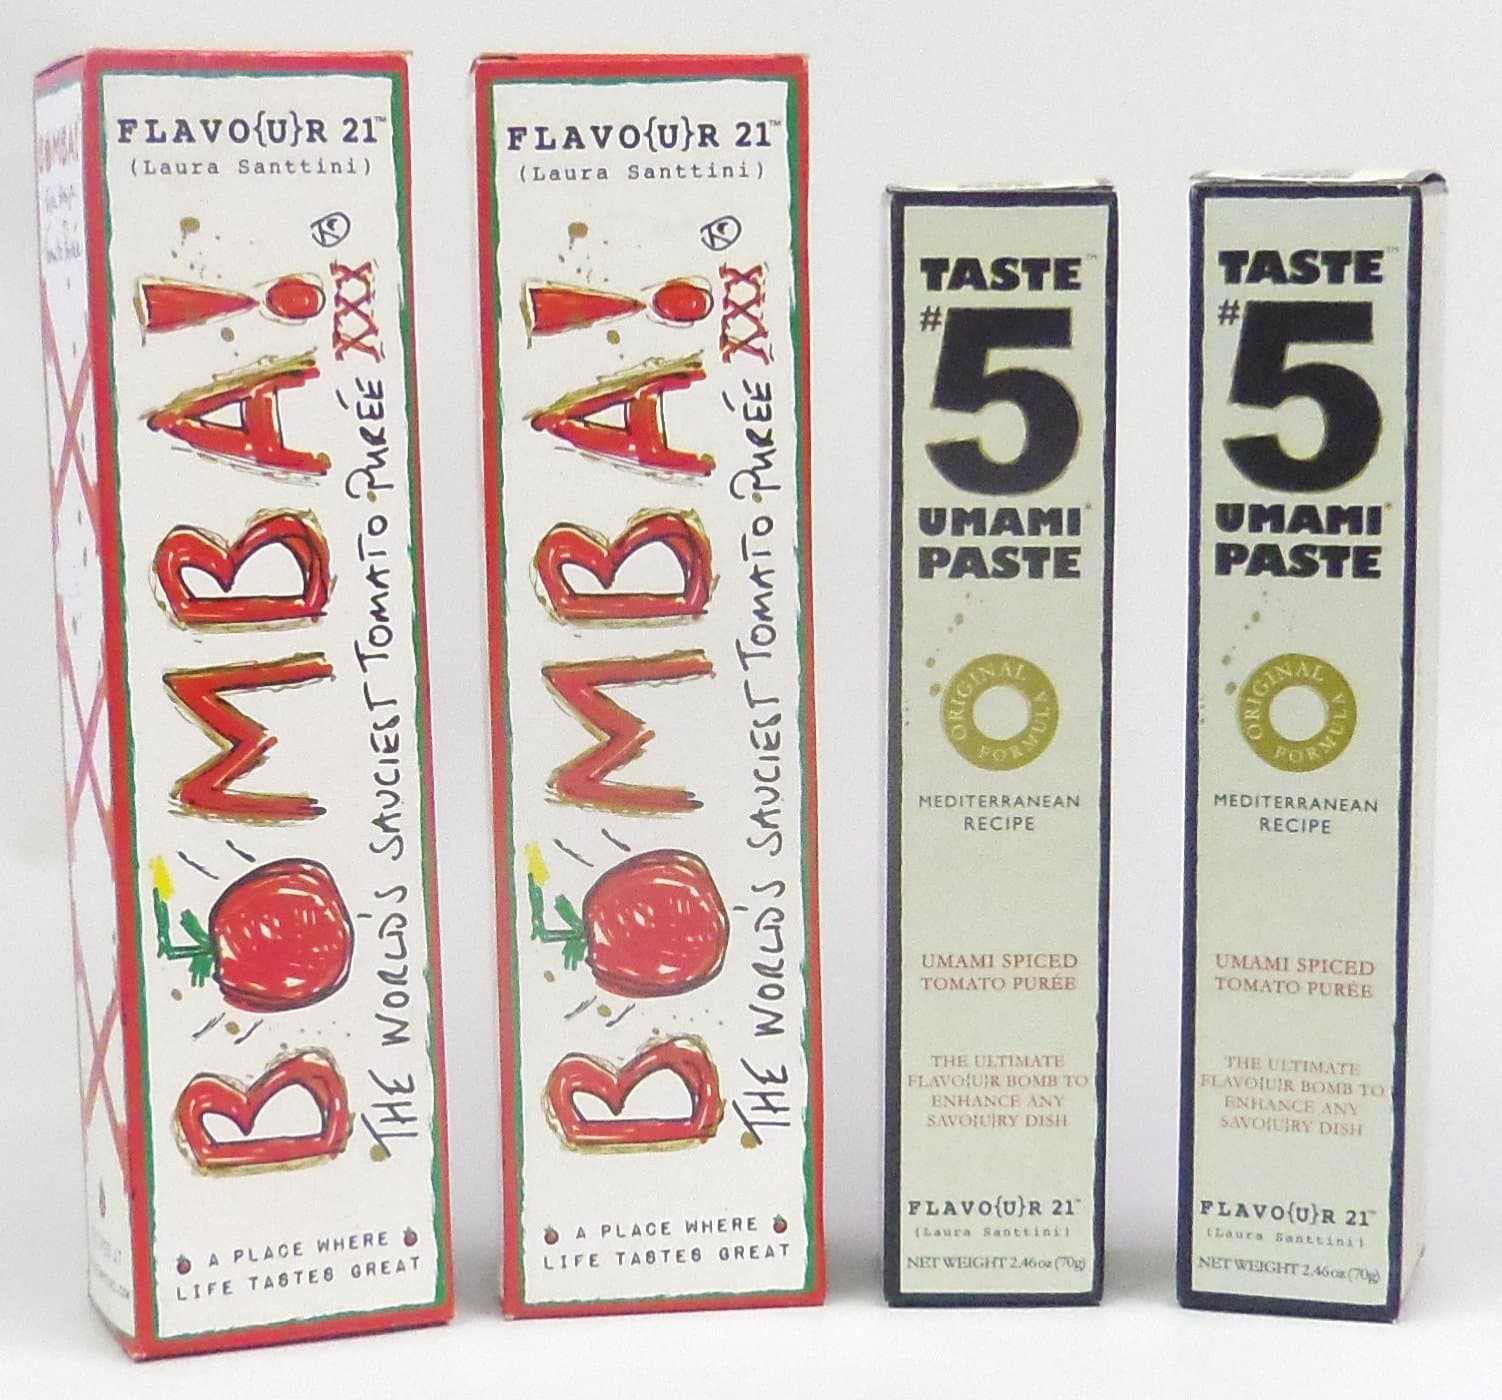 FLAVO{U}R 21™
(Laura Santtini)
BOMBA!
XXX
®
THE WORLD'S SAUCIEST TOMATO PURÉE
A PLACE WHERE
LIFE TASTES GREAT
FLAVO{U}R 21™
(Laura Santtini)
BOMBA!
XXX
®
THE WORLD'S SAUCIEST TOMATO PURÉE
A PLACE WHERE
LIFE TASTES GREAT
TASTE™
#5
UMAMI
PASTE
ORIGINAL FORMULA
MEDITERRANEAN
RECIPE
UMAMI SPICED
TOMATO PURÉE
THE ULTIMATE
FLAVO{U}R BOMB TO
ENHANCE ANY
SAVO{U}RY DISH
FLAVO{U}R 21™
(Laura Santtini)
NET WEIGHT 2.46oz (70g)
TASTE™
#5
UMAMI
PASTE
ORIGINAL FORMULA
MEDITERRANEAN
RECIPE
UMAMI SPICED
TOMATO PURÉE
THE ULTIMATE
FLAVO{U}R BOMB TO
ENHANCE ANY
SAVO{U}RY DISH
FLAVO{U}R 21™
(Laura Santtini)
NET WEIGHT 2.46oz (70g)